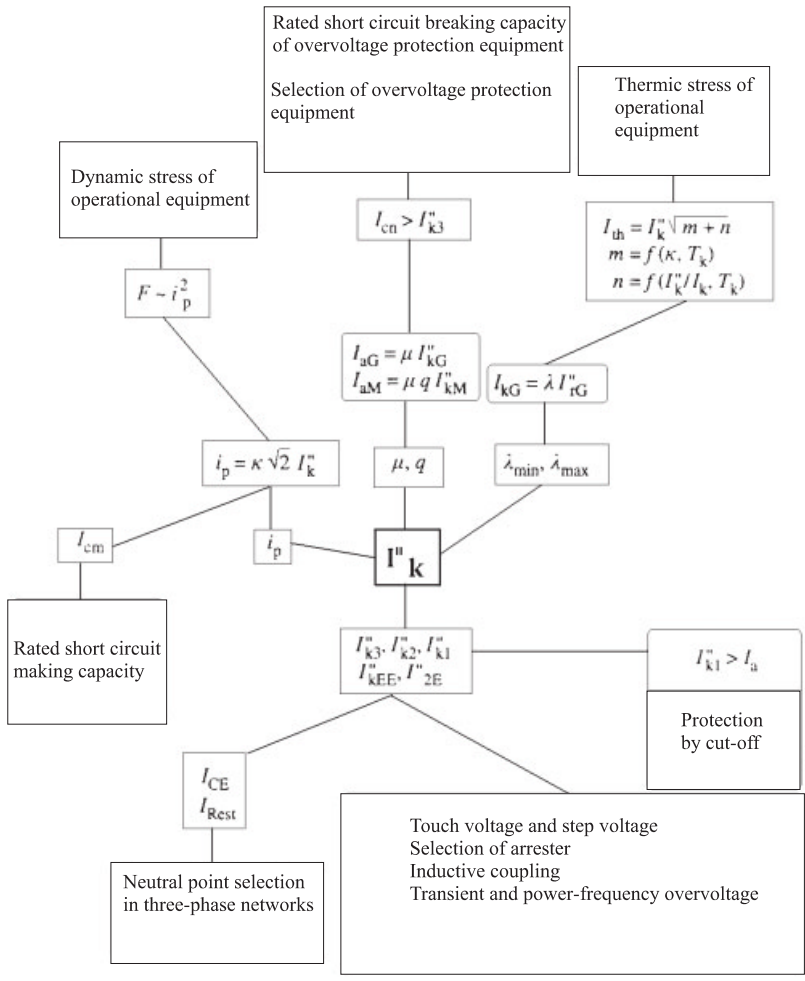 Rated short circuit breaking capacity
of overvoltage protection equipment
Selection of overvoltage protection
equipment
Thermic stress of
operational
equipment
Dynamic stress of
operational equipment
I_cn > I''_k3
I_th = I''_k √m + n
m = f (κ, T_k)
n = f (I''_k/I_k, T_k)
F ~ i_p^2
I_aG = μ I''_kG
I_aM = μ q I''_kM
I_kG = λ I''_rG
i_p = κ √2 I''_k
μ, q
λ_min, λ_max
I_cm
i_p
I''_k
Rated short circuit
making capacity
I''_k3, I''_k2, I''_k1
I''_kEE, I''_2E
I''_k1 > I_a
Protection
by cut-off
I_CE
I_Rest
Touch voltage and step voltage
Selection of arrester
Inductive coupling
Transient and power-frequency overvoltage
Neutral point selection
in three-phase networks